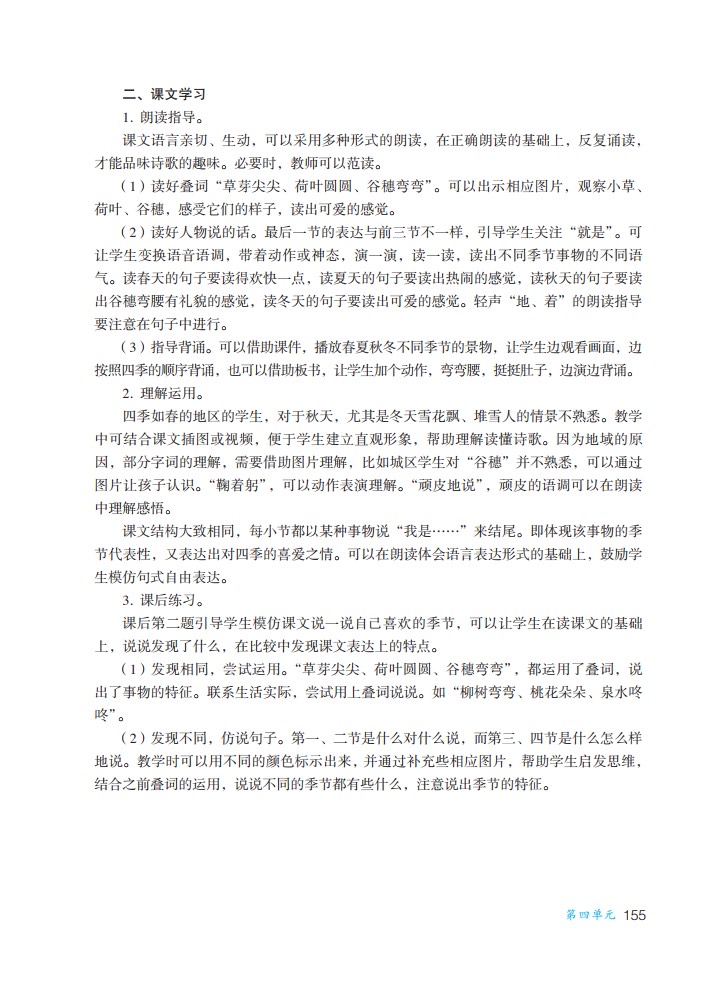 二、课文学习
1. 朗读指导。
课文语言亲切、生动，可以采用多种形式的朗读，在正确朗读的基础上，反复诵读，
才能品味诗歌的趣味。必要时，教师可以范读。
（1）读好叠词“草芽尖尖、荷叶圆圆、谷穗弯弯”。可以出示相应图片，观察小草、
荷叶、谷穗，感受它们的样子，读出可爱的感觉。
（2）读好人物说的话。最后一节的表达与前三节不一样，引导学生关注“就是”。可
让学生变换语音语调，带着动作或神态，演一演，读一读，读出不同季节事物的不同语
气。读春天的句子要读得欢快一点，读夏天的句子要读出热闹的感觉，读秋天的句子要读
出谷穗弯腰有礼貌的感觉，读冬天的句子要读出可爱的感觉。轻声“地、着”的朗读指导
要注意在句子中进行。
（3）指导背诵。可以借助课件，播放春夏秋冬不同季节的景物，让学生边观看画面，边
按照四季的顺序背诵，也可以借助板书，让学生加个动作，弯弯腰，挺挺肚子，边演边背诵。
2. 理解运用。
四季如春的地区的学生，对于秋天，尤其是冬天雪花飘、堆雪人的情景不熟悉。教学
中可结合课文插图或视频，便于学生建立直观形象，帮助理解读懂诗歌。因为地域的原
因，部分字词的理解，需要借助图片理解，比如城区学生对“谷穗”并不熟悉，可以通过
图片让孩子认识。“鞠着躬”，可以动作表演理解。“顽皮地说”，顽皮的语调可以在朗读
中理解感悟。
课文结构大致相同，每小节都以某种事物说“我是……”来结尾。即体现该事物的季
节代表性，又表达出对四季的喜爱之情。可以在朗读体会语言表达形式的基础上，鼓励学
生模仿句式自由表达。
3. 课后练习。
课后第二题引导学生模仿课文说一说自己喜欢的季节，可以让学生在读课文的基础
上，说说发现了什么，在比较中发现课文表达上的特点。
（1）发现相同，尝试运用。“草芽尖尖、荷叶圆圆、谷穗弯弯”，都运用了叠词，说
出了事物的特征。联系生活实际，尝试用上叠词说说。如“柳树弯弯、桃花朵朵、泉水咚
咚”。
（2）发现不同，仿说句子。第一、二节是什么对什么说，而第三、四节是什么怎么样
地说。教学时可以用不同的颜色标示出来，并通过补充些相应图片，帮助学生启发思维，
结合之前叠词的运用，说说不同的季节都有些什么，注意说出季节的特征。
第四单元 155